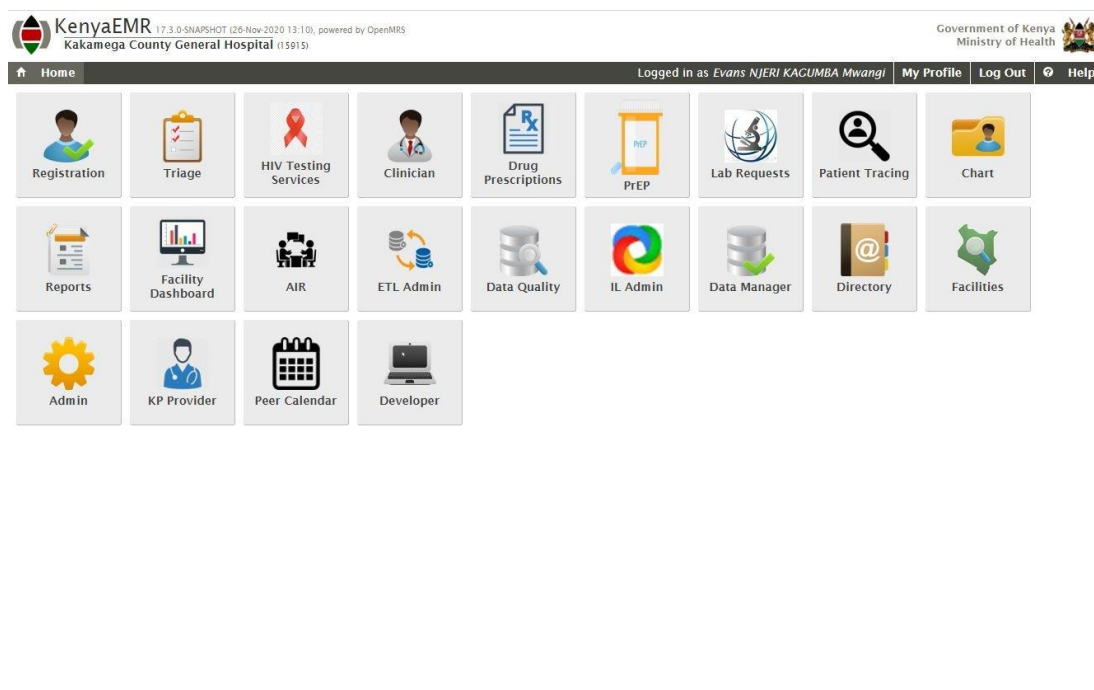 KenyaEMR 17.3.0-SNAPSHOT (26-Nov-2020 13:10), powered by OpenMRS
Kakamega County General Hospital (15915)
Government of Kenya
Ministry of Health
Home
Logged in as Evans NJERI KAGUMBA Mwangi
My Profile
Log Out
Help
Registration
Triage
HIV Testing
Services
Clinician
Rx
Drug
Prescriptions
PrEP
PrEP
Lab Requests
Patient Tracing
Chart
Reports
Facility
Dashboard
AIR
ETL Admin
Data Quality
IL Admin
Data Manager
@
Directory
Facilities
Admin
KP Provider
Peer Calendar
Developer